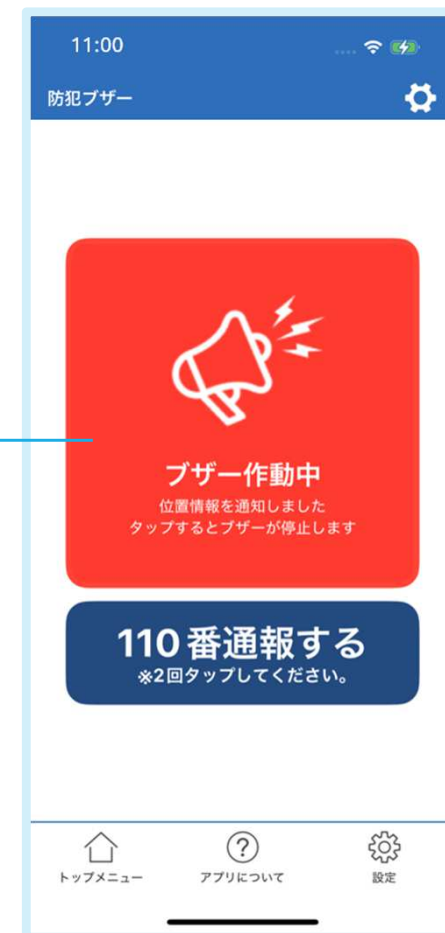 11:00
防犯ブザー
ブザー作動中
位置情報を通知しました
タップするとブザーが停止します
110番通報する
※2回タップしてください。
トップメニュー
アプリについて
設定